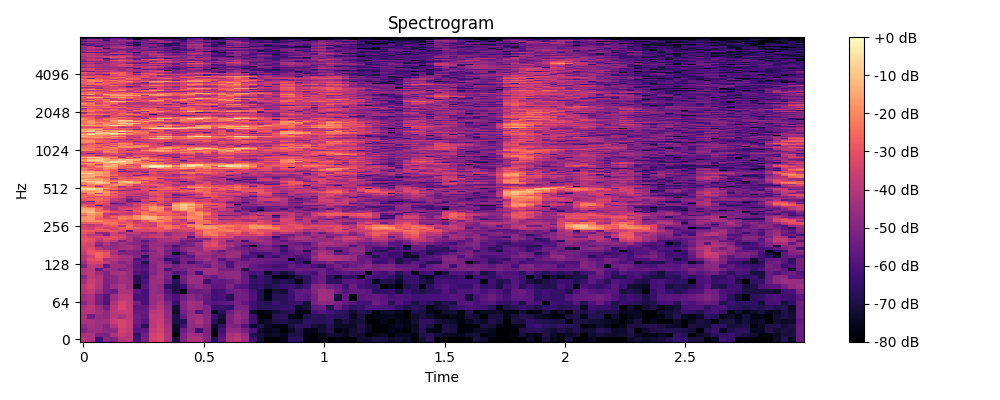 Spectrogram
Hz
4096
2048
1024
512
256
128
64
0
0
0.5
1
1.5
2
2.5
Time
+0 dB
-10 dB
-20 dB
-30 dB
-40 dB
-50 dB
-60 dB
-70 dB
-80 dB